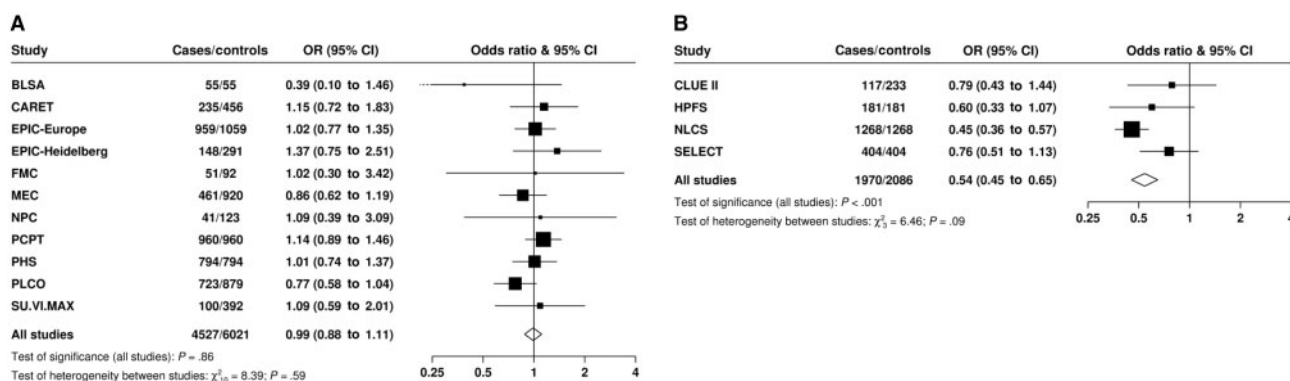 A
Study Cases/controls OR (95% CI) Odds ratio & 95% CI
BLSA 55/55 0.39 (0.10 to 1.46)
CARET 235/456 1.15 (0.72 to 1.83)
EPIC-Europe 959/1059 1.02 (0.77 to 1.35)
EPIC-Heidelberg 148/291 1.37 (0.75 to 2.51)
FMC 51/92 1.02 (0.30 to 3.42)
MEC 461/920 0.86 (0.62 to 1.19)
NPC 41/123 1.09 (0.39 to 3.09)
PCPT 960/960 1.14 (0.89 to 1.46)
PHS 794/794 1.01 (0.74 to 1.37)
PLCO 723/879 0.77 (0.58 to 1.04)
SU.VI.MAX 100/392 1.09 (0.59 to 2.01)
All studies 4527/6021 0.99 (0.88 to 1.11)
Test of significance (all studies): P = .86
Test of heterogeneity between studies: χ²₁₀ = 8.39; P = .59
0.25 0.5 1 2 4
B
Study Cases/controls OR (95% CI) Odds ratio & 95% CI
CLUE II 117/233 0.79 (0.43 to 1.44)
HPFS 181/181 0.60 (0.33 to 1.07)
NLCS 1268/1268 0.45 (0.36 to 0.57)
SELECT 404/404 0.76 (0.51 to 1.13)
All studies 1970/2086 0.54 (0.45 to 0.65)
Test of significance (all studies): P < .001
Test of heterogeneity between studies: χ²₃ = 6.46; P = .09
0.25 0.5 1 2 4